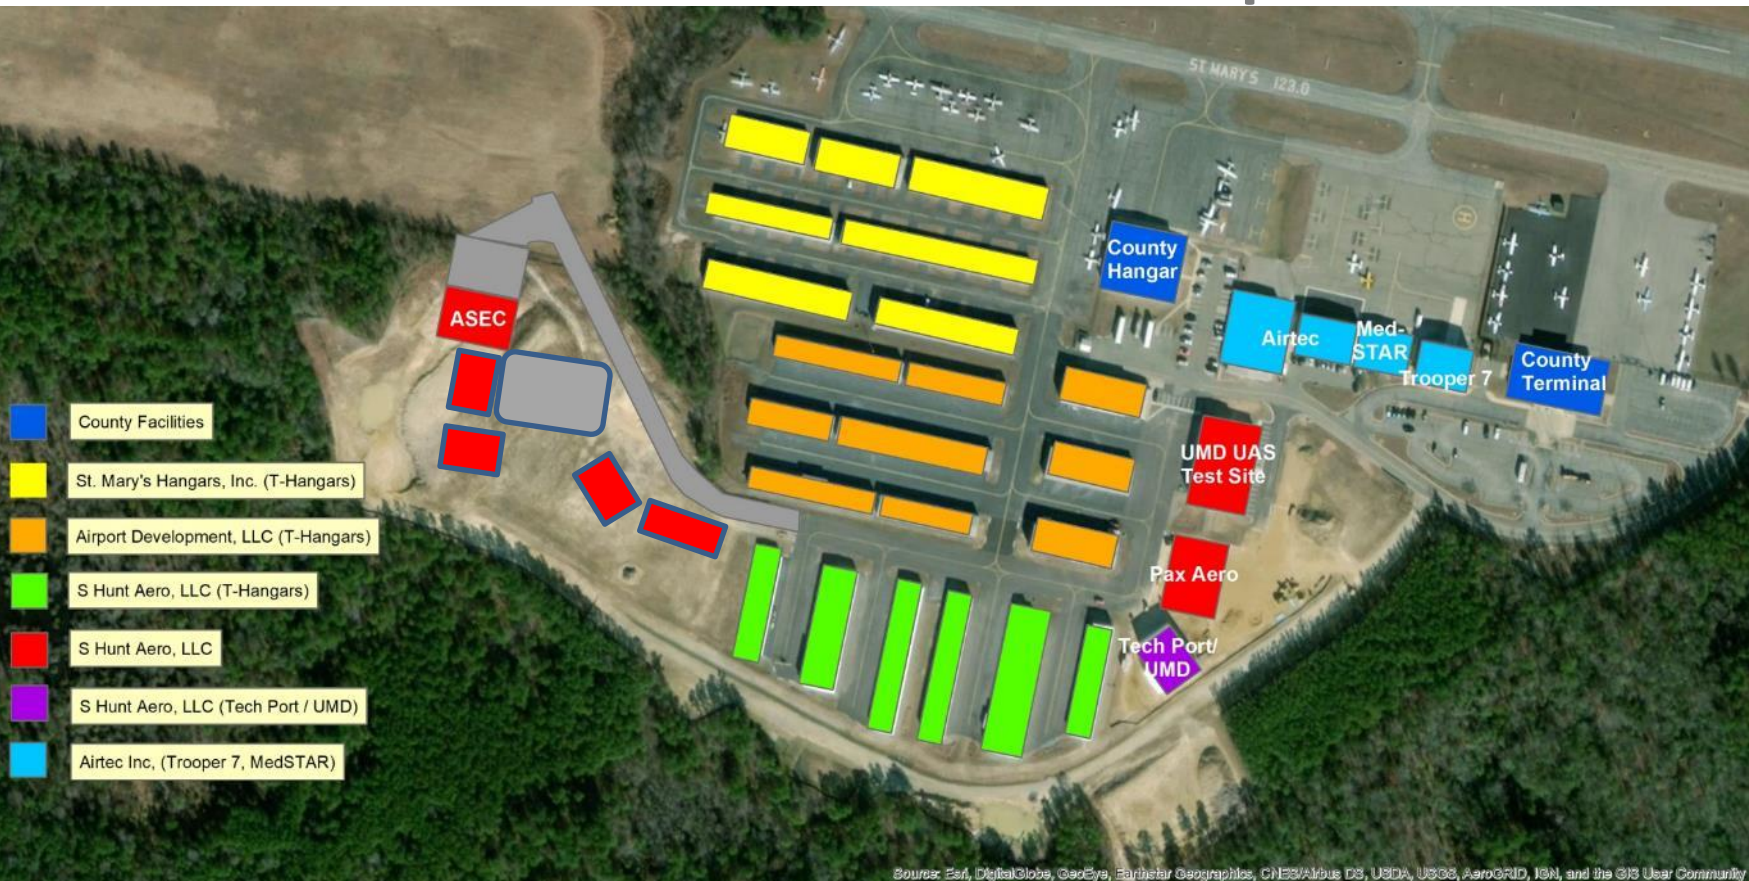 ST MARYS 123.0
County
Hangar
ASEC
Airtec
Med-
STAR
Trooper 7
County
Terminal
County Facilities
St. Mary's Hangars, Inc. (T-Hangars)
Airport Development, LLC (T-Hangars)
S Hunt Aero, LLC (T-Hangars)
S Hunt Aero, LLC
S Hunt Aero, LLC (Tech Port / UMD)
Airtec Inc, (Trooper 7, MedSTAR)
UMD UAS
Test Site
Pax Aero
Tech Port/
UMD
H
Source: Esri, DigitalGlobe, GeoEye, Earthstar Geographics, CNES/Airbus DS, USDA, USGS, AeroGRID, IGN, and the GIS User Community